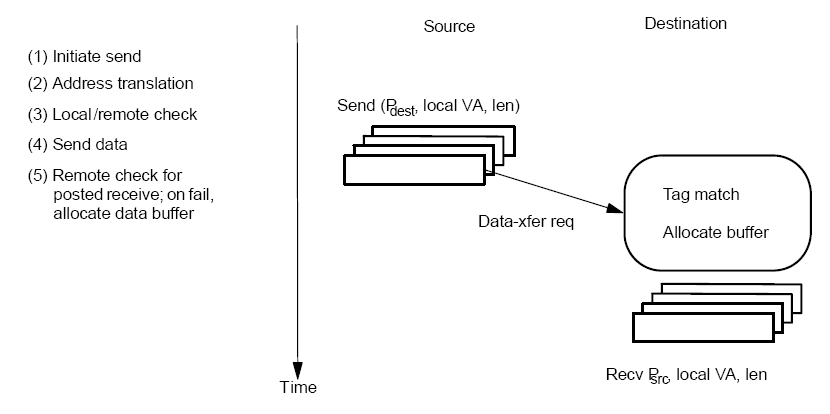 Source
Destination
(1) Initiate send
(2) Address translation
(3) Local/remote check
(4) Send data
(5) Remote check for
posted receive; on fail,
allocate data buffer
Send (Pdest, local VA, len)
Data-xfer req
Tag match
Allocate buffer
Recv Psrc, local VA, len
Time